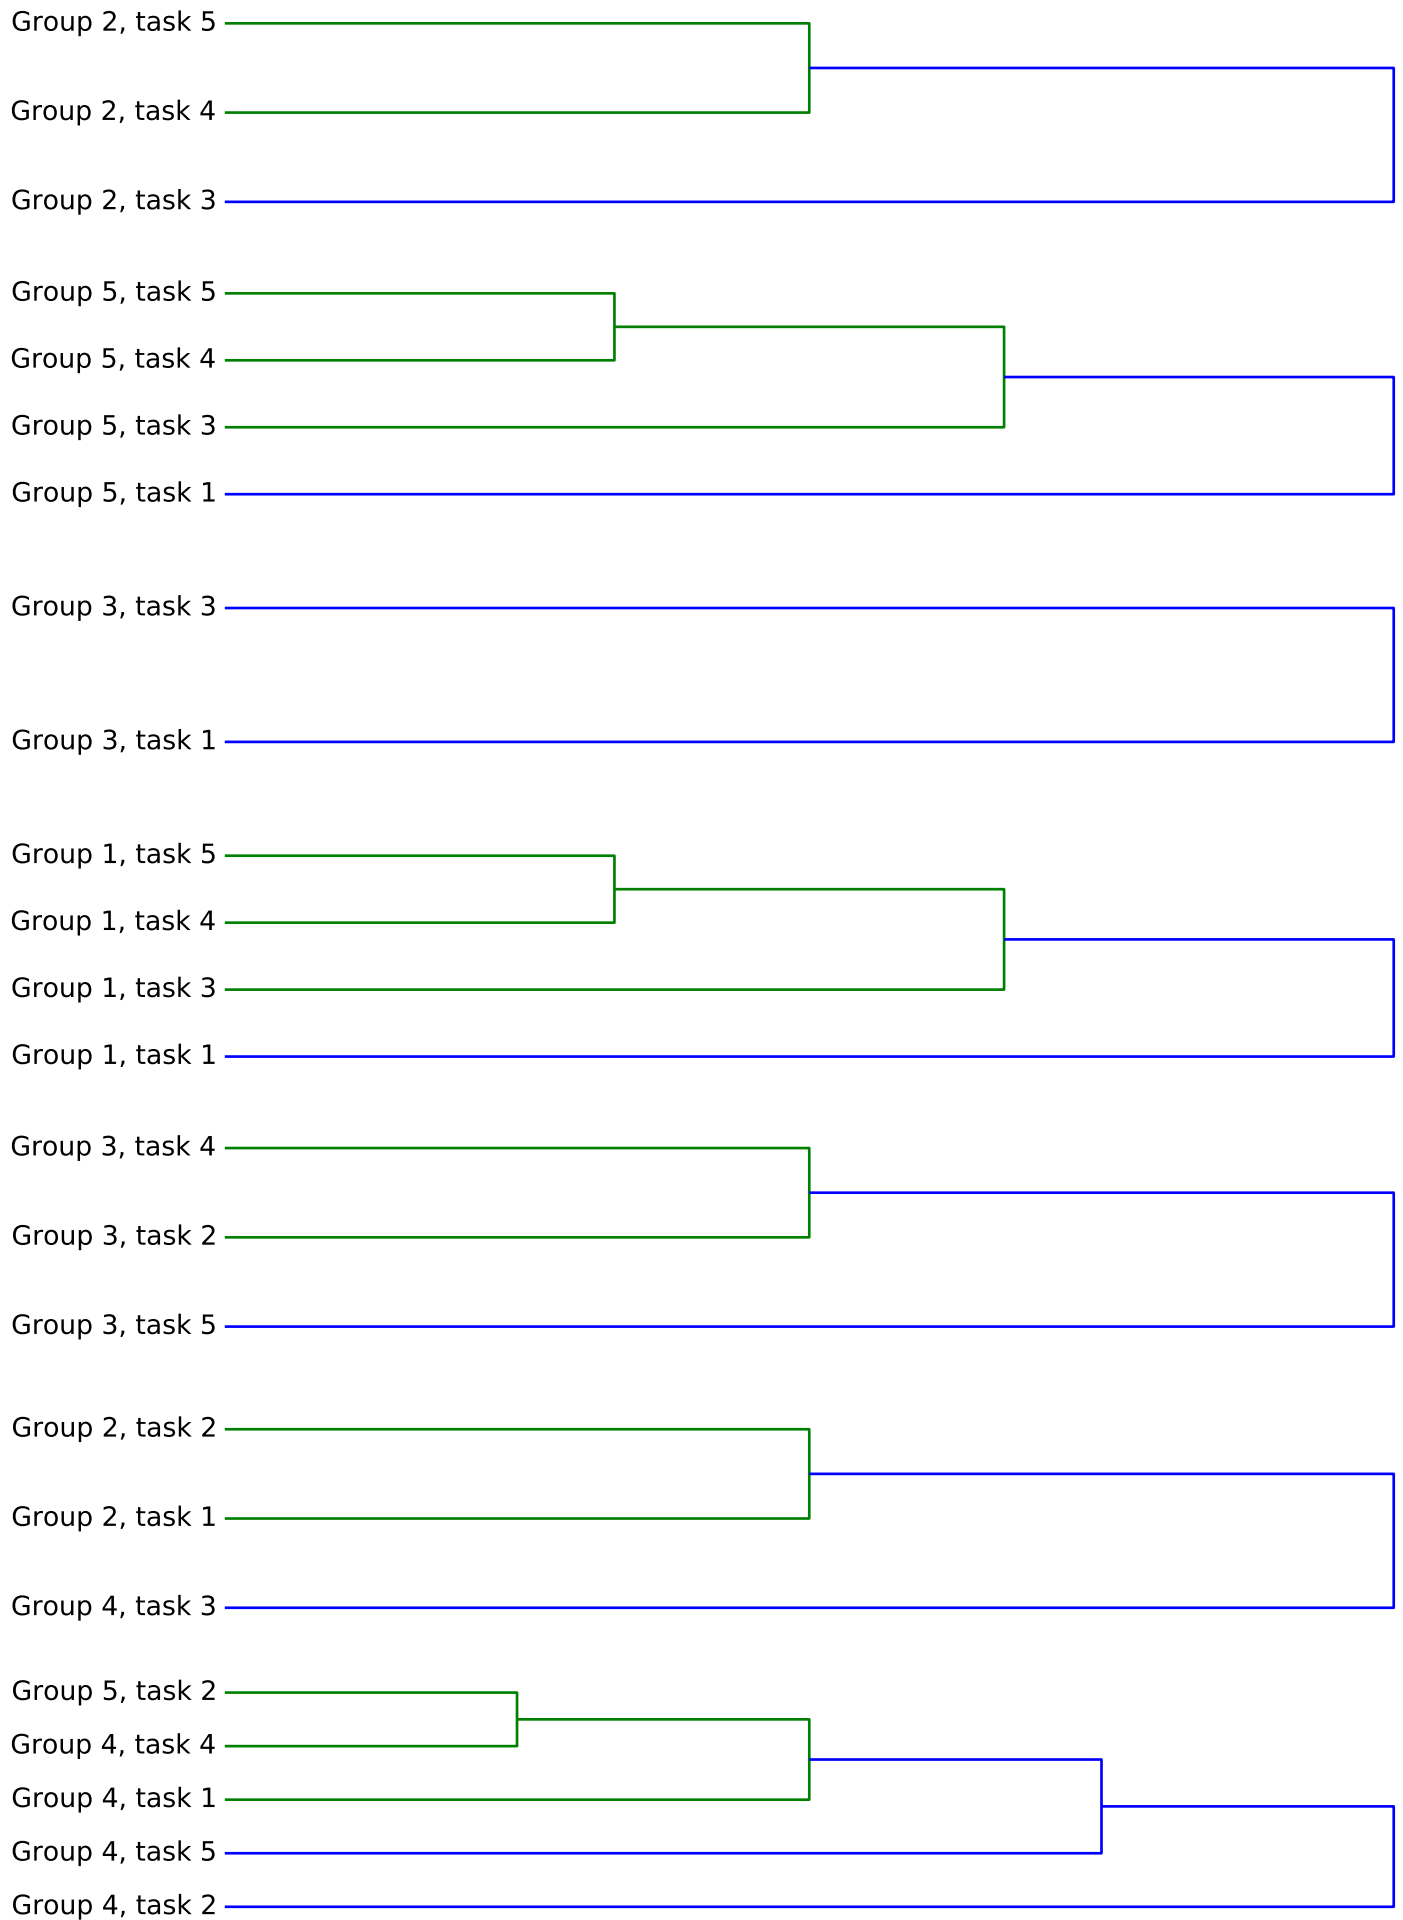 Group 2, task 5
Group 2, task 4
Group 2, task 3
Group 5, task 5
Group 5, task 4
Group 5, task 3
Group 5, task 1
Group 3, task 3
Group 3, task 1
Group 1, task 5
Group 1, task 4
Group 1, task 3
Group 1, task 1
Group 3, task 4
Group 3, task 2
Group 3, task 5
Group 2, task 2
Group 2, task 1
Group 4, task 3
Group 5, task 2
Group 4, task 4
Group 4, task 1
Group 4, task 5
Group 4, task 2